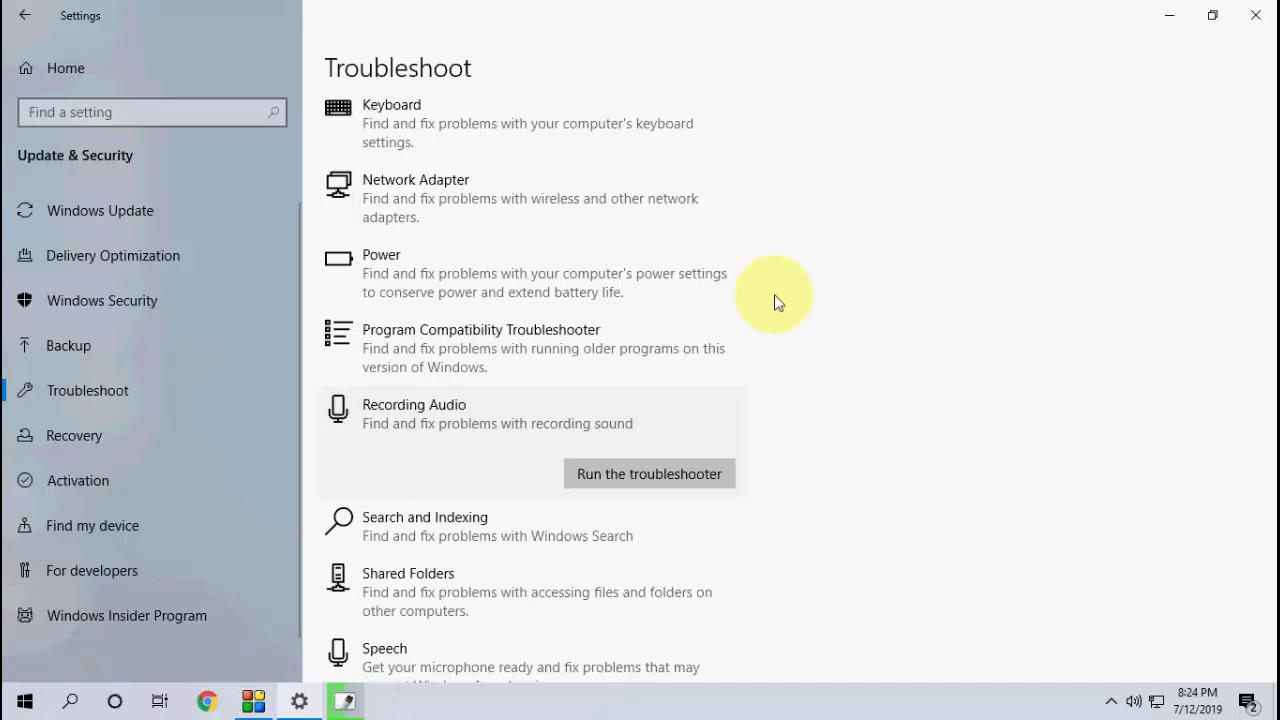 Settings
Home
Find a setting
Update & Security
Windows Update
Delivery Optimization
Windows Security
Backup
Troubleshoot
Recovery
Activation
Find my device
For developers
Windows Insider Program
Troubleshoot
Keyboard
Find and fix problems with your computer's keyboard
settings.
Network Adapter
Find and fix problems with wireless and other network
adapters.
Power
Find and fix problems with your computer's power settings
to conserve power and extend battery life.
Program Compatibility Troubleshooter
Find and fix problems with running older programs on this
version of Windows.
Recording Audio
Find and fix problems with recording sound
Run the troubleshooter
Search and Indexing
Find and fix problems with Windows Search
Shared Folders
Find and fix problems with accessing files and folders on
other computers.
Speech
Get your microphone ready and fix problems that may
8:24 PM
7/12/2019
2